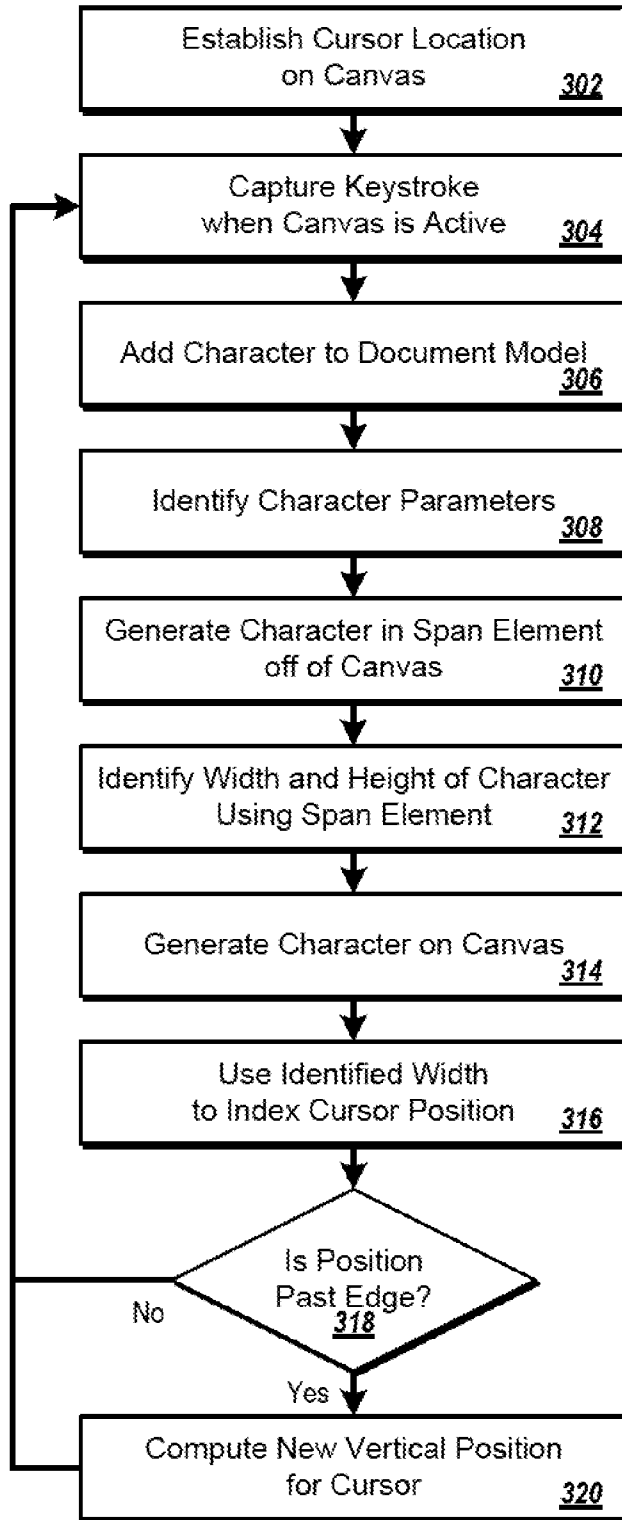 Establish Cursor Location
on Canvas
302
Capture Keystroke
when Canvas is Active
304
Add Character to Document Model
306
Identify Character Parameters
308
Generate Character in Span Element
off of Canvas
310
Identify Width and Height of Character
Using Span Element
312
Generate Character on Canvas
314
Use Identified Width
to Index Cursor Position
316
Is Position
Past Edge?
318
No
Yes
Compute New Vertical Position
for Cursor
320